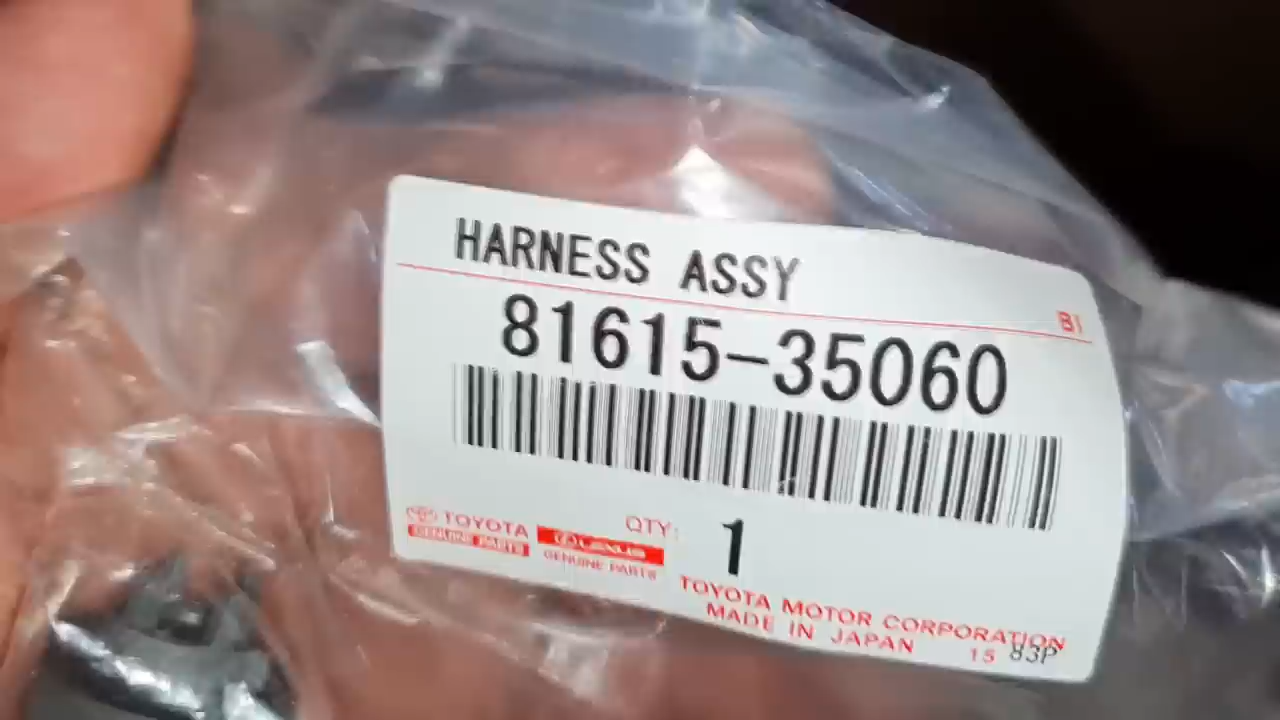 HARNESS ASSY
B1
81615-35060
QTY: 1
TOYOTA
GENUINE PARTS
LEXUS
GENUINE PARTS
TOYOTA MOTOR CORPORATION
MADE IN JAPAN 15 83P